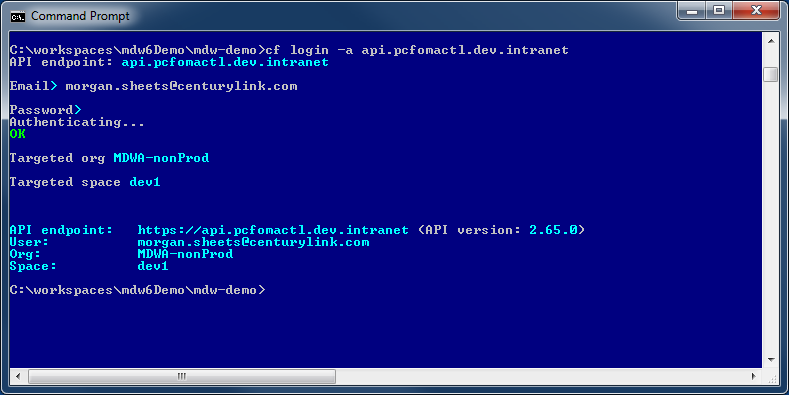 Command Prompt
C:\workspaces\mdw6Demo\mdw-demo>cf login -a api.pcfomactl.dev.intranet
API endpoint: api.pcfomactl.dev.intranet
Email> morgan.sheets@centurylink.com
Password>
Authenticating...
OK
Targeted org MDWA-nonProd
Targeted space dev1
API endpoint:   https://api.pcfomactl.dev.intranet (API version: 2.65.0)
User:           morgan.sheets@centurylink.com
Org:            MDWA-nonProd
Space:          dev1
C:\workspaces\mdw6Demo\mdw-demo>